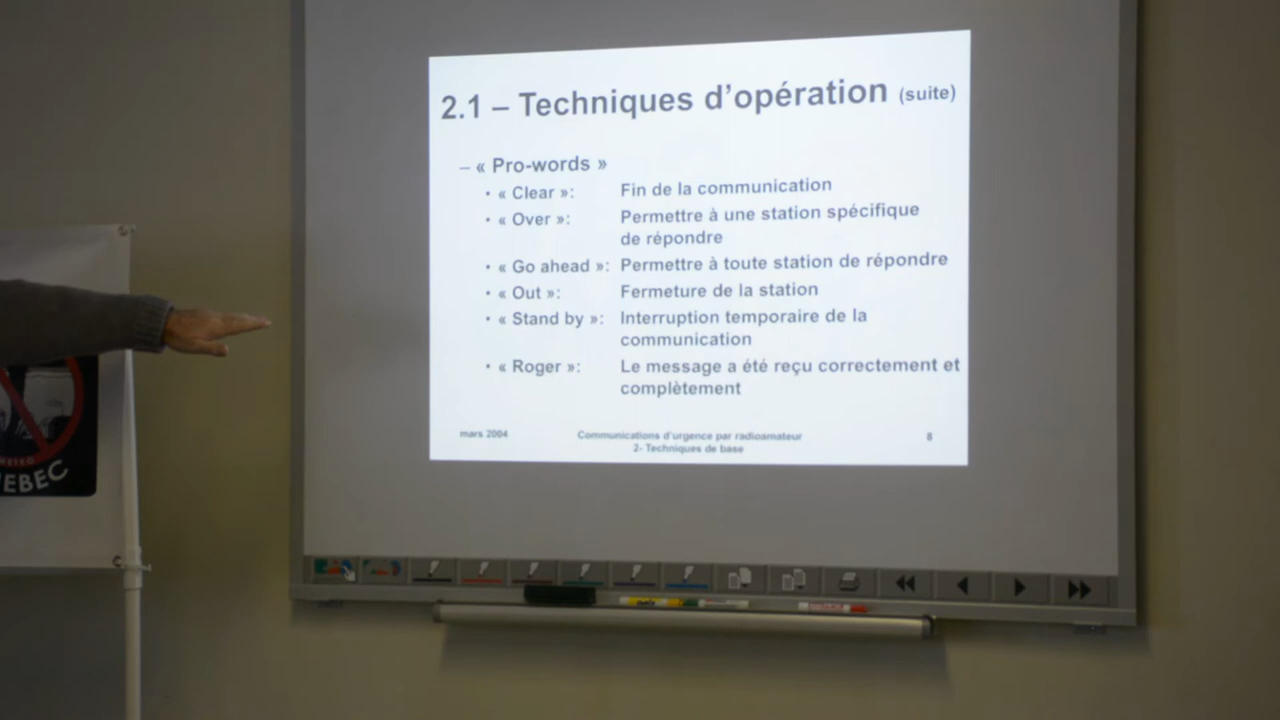 2.1 – Techniques d'opération (suite)
– « Pro-words »
• « Clear »: Fin de la communication
• « Over »: Permettre à une station spécifique
de répondre
• « Go ahead »: Permettre à toute station de répondre
• « Out »: Fermeture de la station
• « Stand by »: Interruption temporaire de la
communication
• « Roger »: Le message a été reçu correctement et
complètement
mars 2004 Communications d'urgence par radioamateur 8
2- Techniques de base